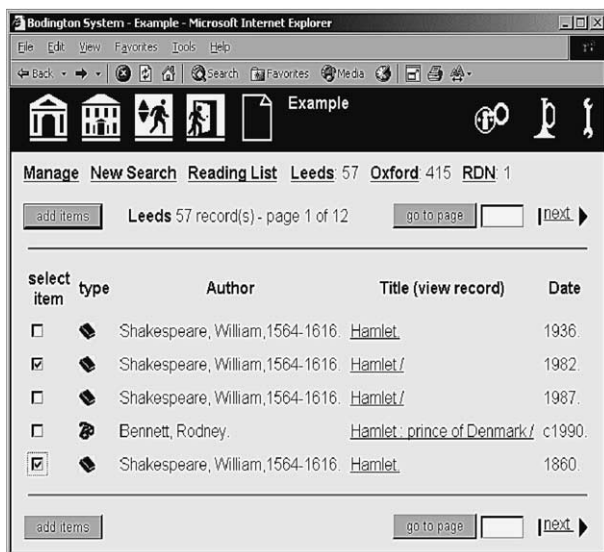 Bodington System - Example - Microsoft Internet Explorer
File Edit View Favorites Tools Help
Back Search Favorites Media
Example
Manage New Search Reading List Leeds: 57 Oxford: 415 RDN: 1
add items Leeds 57 record(s) - page 1 of 12 go to page next
select item type Author Title (view record) Date
Shakespeare, William,1564-1616. Hamlet. 1936.
Shakespeare, William,1564-1616. Hamlet / 1982.
Shakespeare, William,1564-1616. Hamlet / 1987.
Bennett, Rodney. Hamlet : prince of Denmark / c1990.
Shakespeare, William,1564-1616. Hamlet. 1860.
add items go to page next